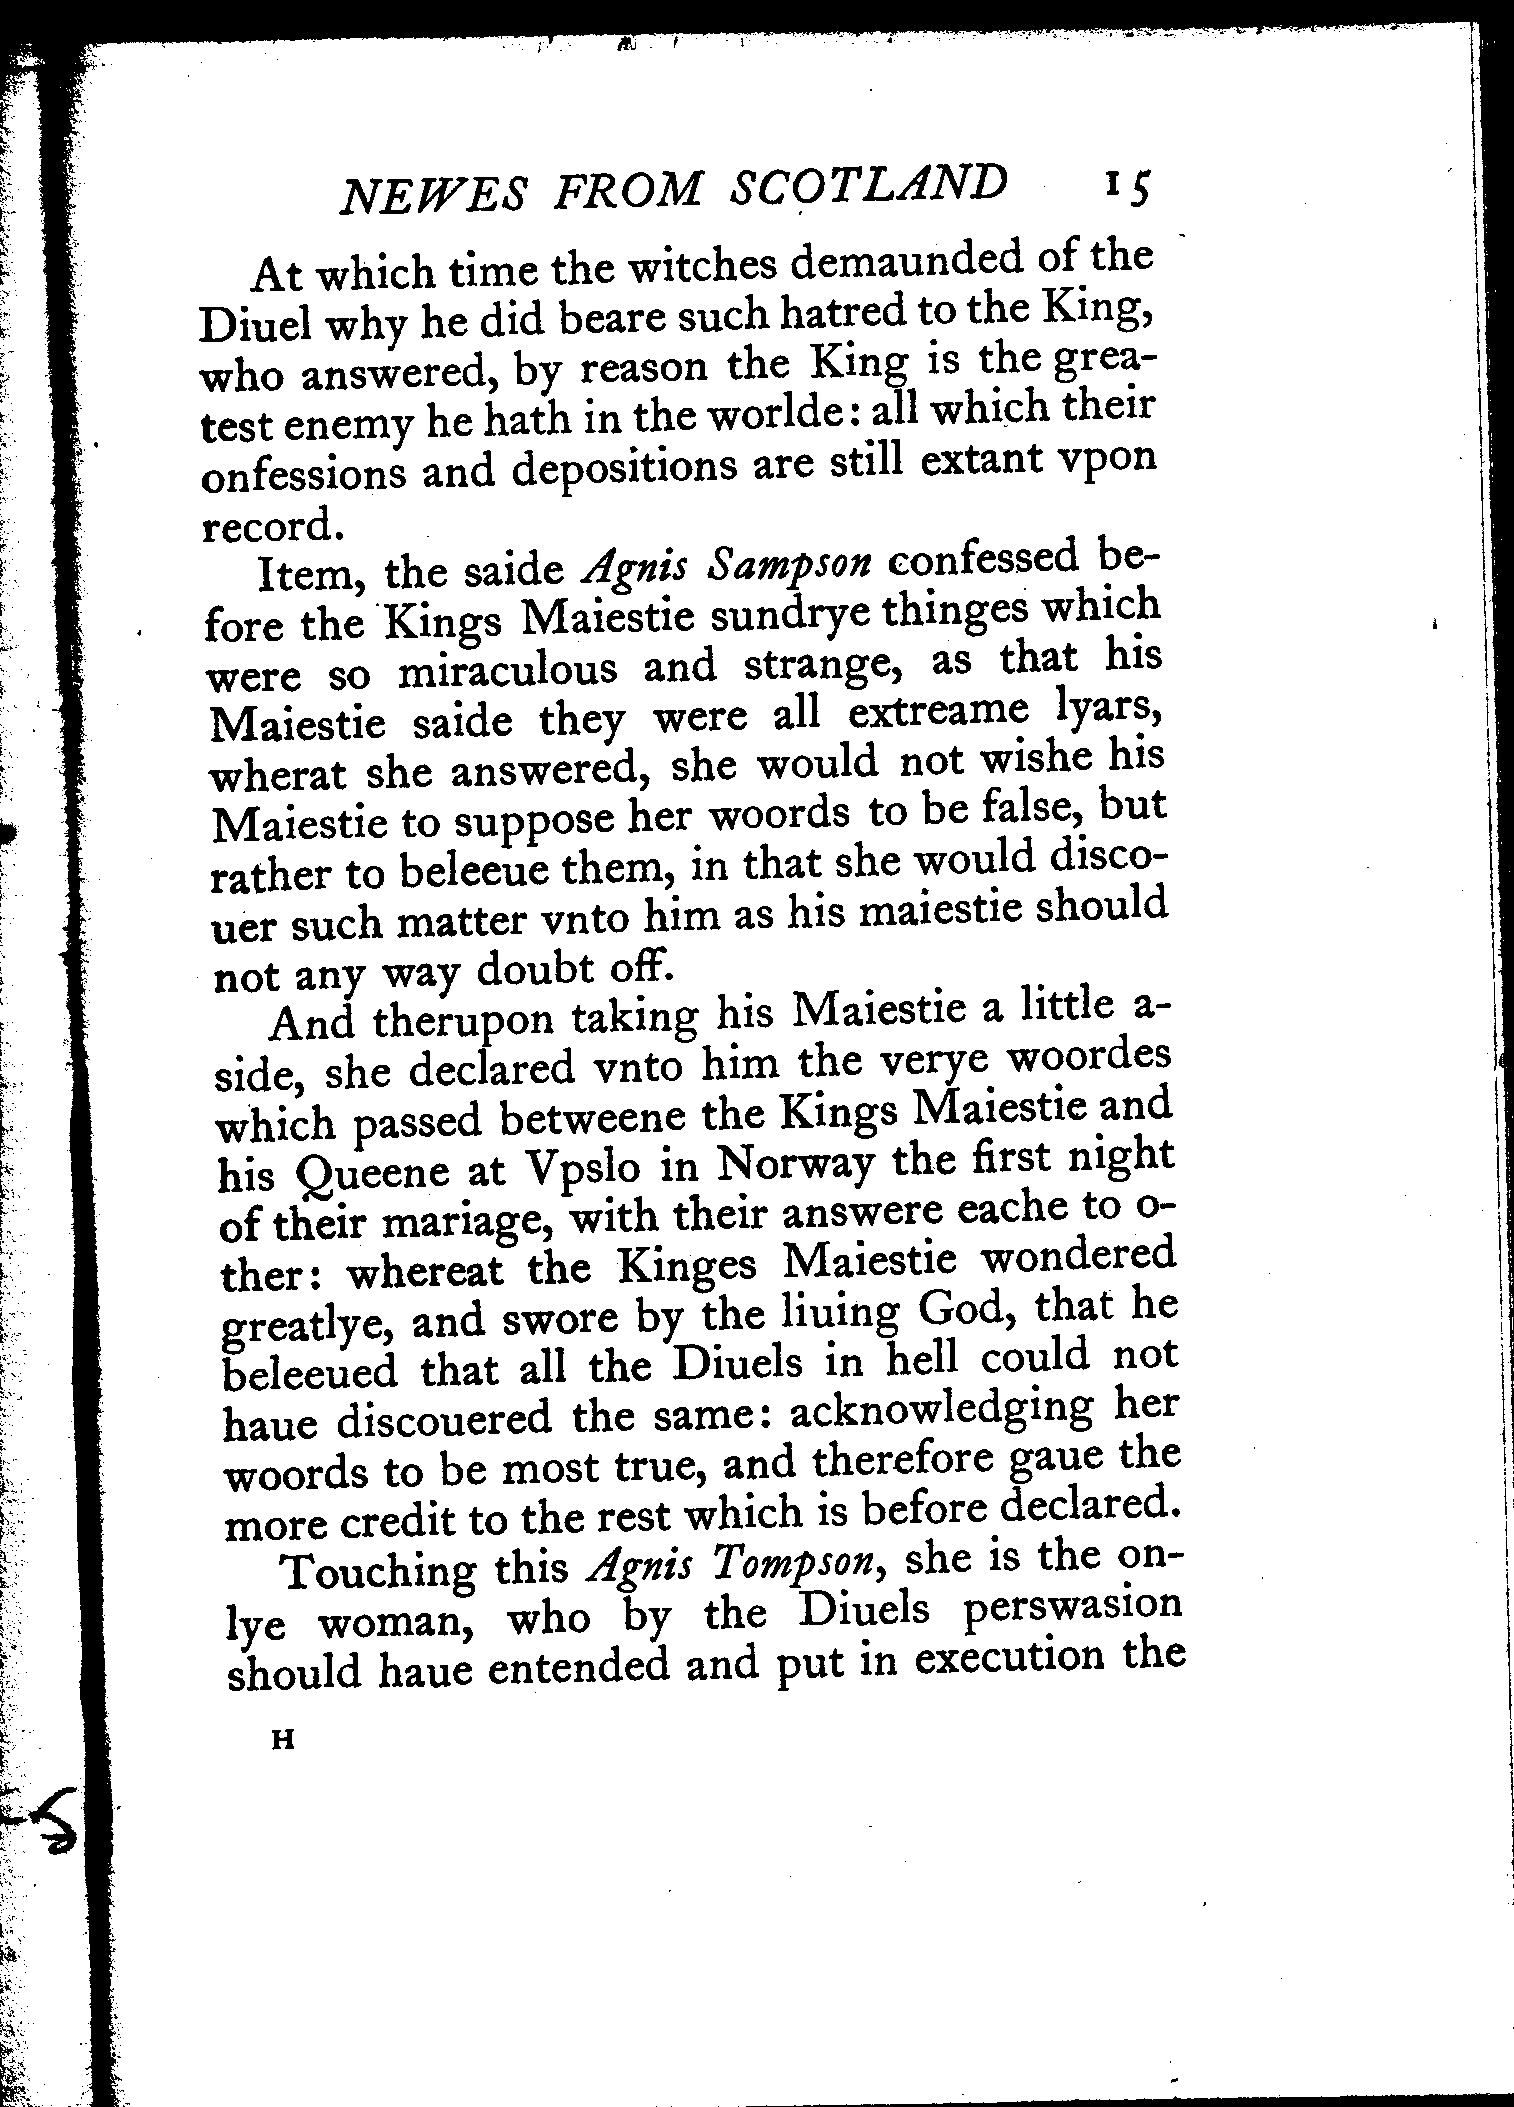 NEWES FROM SCOTLAND 15
At which time the witches demaunded of the
Diuel why he did beare such hatred to the King,
who answered, by reason the King is the grea-
test enemy he hath in the worlde: all which their
onfessions and depositions are still extant vpon
record.
Item, the saide Agnis Sampson confessed be-
fore the Kings Maiestie sundrye thinges which
were so miraculous and strange, as that his
Maiestie saide they were all extreame lyars,
wherat she answered, she would not wishe his
Maiestie to suppose her woords to be false, but
rather to beleeue them, in that she would disco-
uer such matter vnto him as his maiestie should
not any way doubt off.
And therupon taking his Maiestie a little a-
side, she declared vnto him the verye woordes
which passed betweene the Kings Maiestie and
his Queene at Vpslo in Norway the first night
of their mariage, with their answere eache to o-
ther: whereat the Kinges Maiestie wondered
greatlye, and swore by the liuing God, that he
beleeued that all the Diuels in hell could not
haue discouered the same: acknowledging her
woords to be most true, and therefore gaue the
more credit to the rest which is before declared.
Touching this Agnis Tompson, she is the on-
lye woman, who by the Diuels perswasion
should haue entended and put in execution the
H